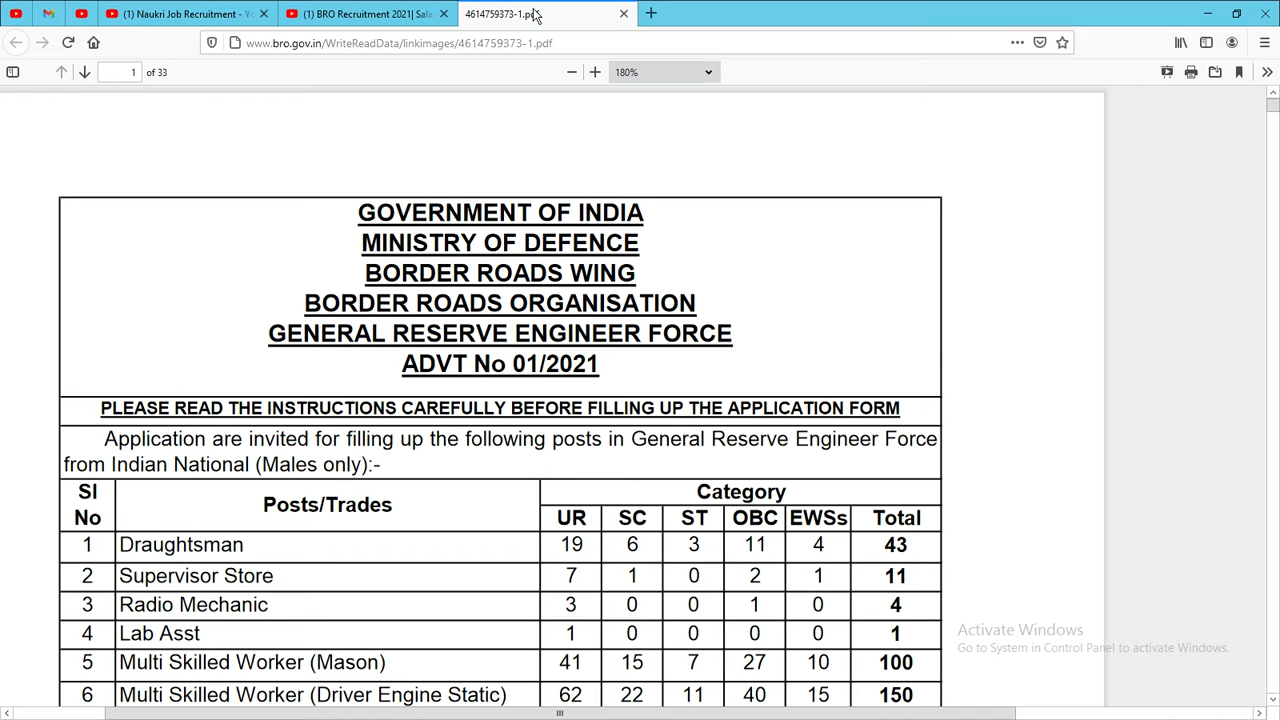 (1) Naukri Job Recruitment - Yo
(1) BRO Recruitment 2021| Sala
4614759373-1.pdf
www.bro.gov.in/WriteReadData/linkimages/4614759373-1.pdf
1 of 33
180%
GOVERNMENT OF INDIA
MINISTRY OF DEFENCE
BORDER ROADS WING
BORDER ROADS ORGANISATION
GENERAL RESERVE ENGINEER FORCE
ADVT No 01/2021
PLEASE READ THE INSTRUCTIONS CAREFULLY BEFORE FILLING UP THE APPLICATION FORM
Application are invited for filling up the following posts in General Reserve Engineer Force
from Indian National (Males only):-
Sl No Posts/Trades Category
UR SC ST OBC EWSs Total
1 Draughtsman 19 6 3 11 4 43
2 Supervisor Store 7 1 0 2 1 11
3 Radio Mechanic 3 0 0 1 0 4
4 Lab Asst 1 0 0 0 0 1
5 Multi Skilled Worker (Mason) 41 15 7 27 10 100
6 Multi Skilled Worker (Driver Engine Static) 62 22 11 40 15 150
Activate Windows
Go to System in Control Panel to activate Windows.